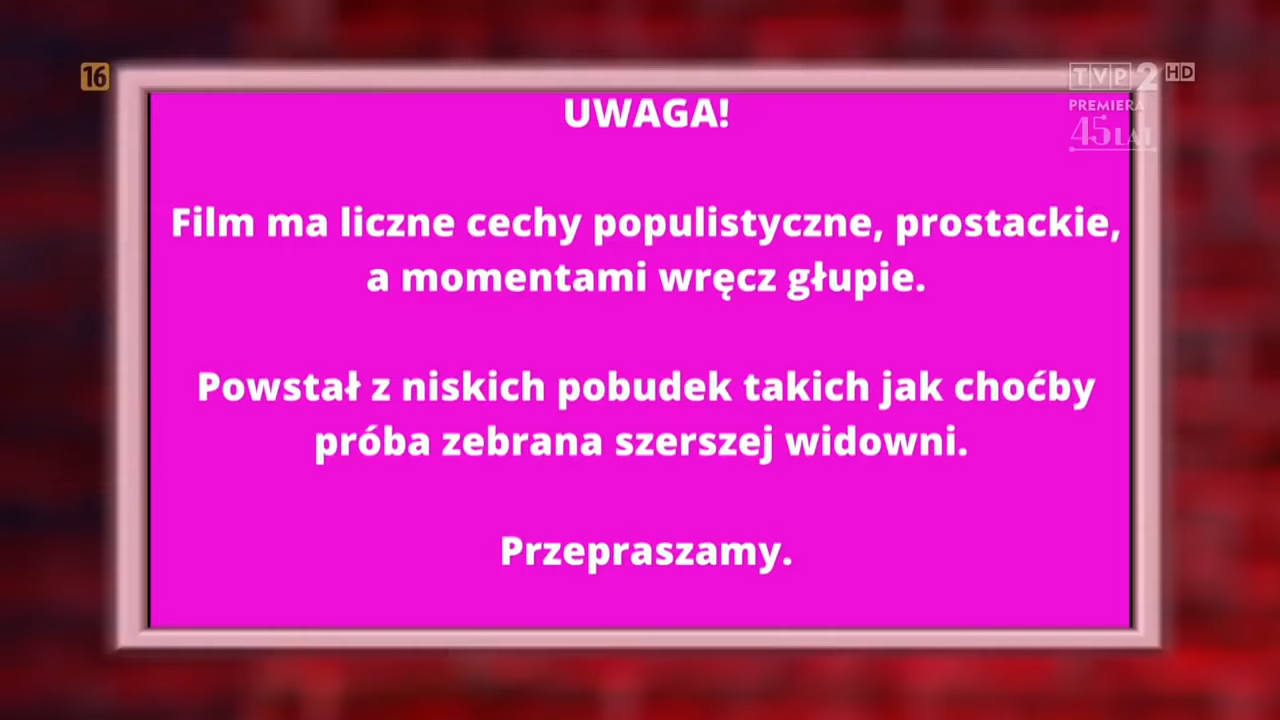 16
TVP2 HD
PREMIERA
45 LAT
UWAGA!
Film ma liczne cechy populistyczne, prostackie,
a momentami wręcz głupie.
Powstał z niskich pobudek takich jak choćby
próba zebrana szerszej widowni.
Przepraszamy.